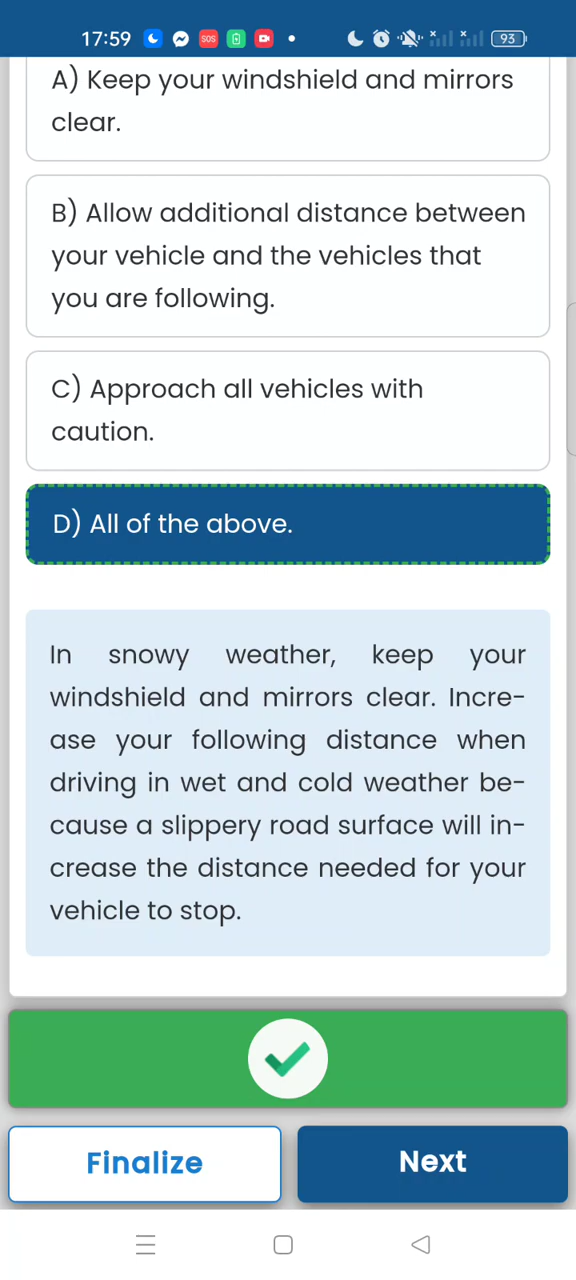 17:59 SOS 93
A) Keep your windshield and mirrors
clear.
B) Allow additional distance between
your vehicle and the vehicles that
you are following.
C) Approach all vehicles with
caution.
D) All of the above.
In snowy weather, keep your
windshield and mirrors clear. Incre-
ase your following distance when
driving in wet and cold weather be-
cause a slippery road surface will in-
crease the distance needed for your
vehicle to stop.
Finalize Next